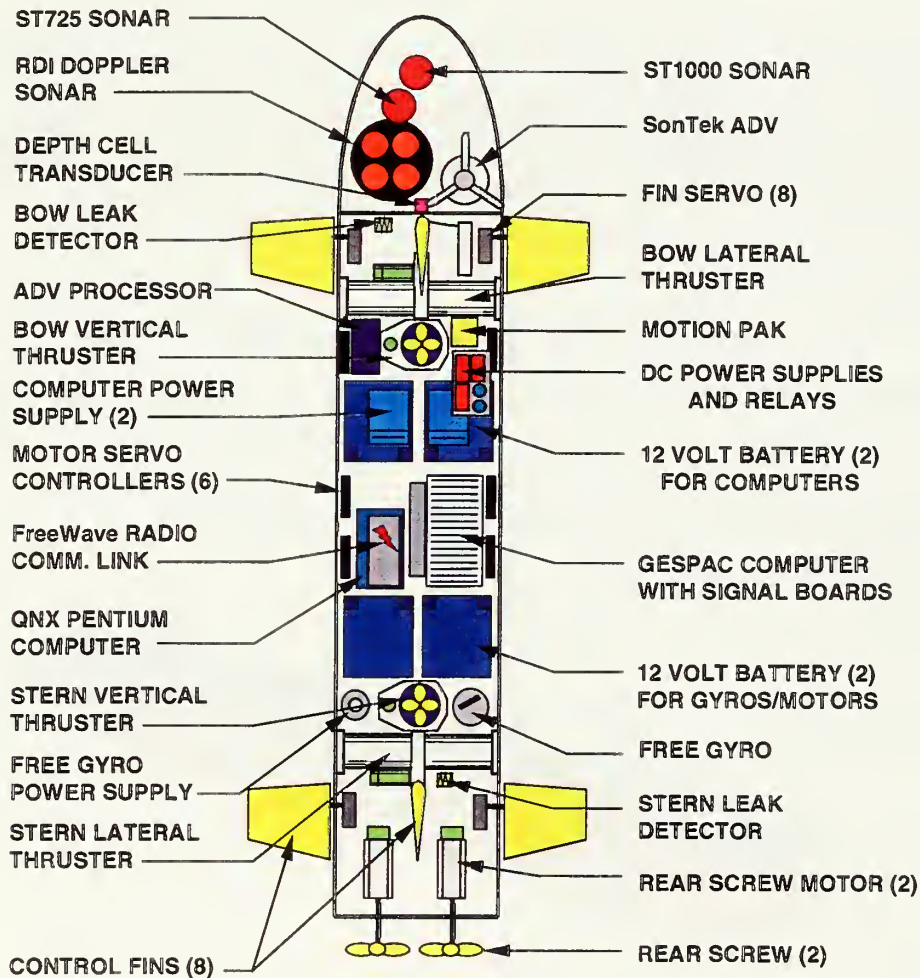 ST725 SONAR
RDI DOPPLER
SONAR
DEPTH CELL
TRANSDUCER
BOW LEAK
DETECTOR
ADV PROCESSOR
BOW VERTICAL
THRUSTER
COMPUTER POWER
SUPPLY (2)
MOTOR SERVO
CONTROLLERS (6)
FreeWave RADIO
COMM. LINK
QNX PENTIUM
COMPUTER
STERN VERTICAL
THRUSTER
FREE GYRO
POWER SUPPLY
STERN LATERAL
THRUSTER
CONTROL FINS (8)
ST1000 SONAR
SonTek ADV
FIN SERVO (8)
BOW LATERAL
THRUSTER
MOTION PAK
DC POWER SUPPLIES
AND RELAYS
12 VOLT BATTERY (2)
FOR COMPUTERS
GESPAC COMPUTER
WITH SIGNAL BOARDS
12 VOLT BATTERY (2)
FOR GYROS/MOTORS
FREE GYRO
STERN LEAK
DETECTOR
REAR SCREW MOTOR (2)
REAR SCREW (2)